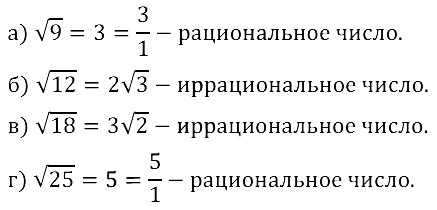 а) √9 = 3 = 3/1 − рациональное число.
б) √12 = 2√3 − иррациональное число.
в) √18 = 3√2 − иррациональное число.
г) √25 = 5 = 5/1 − рациональное число.